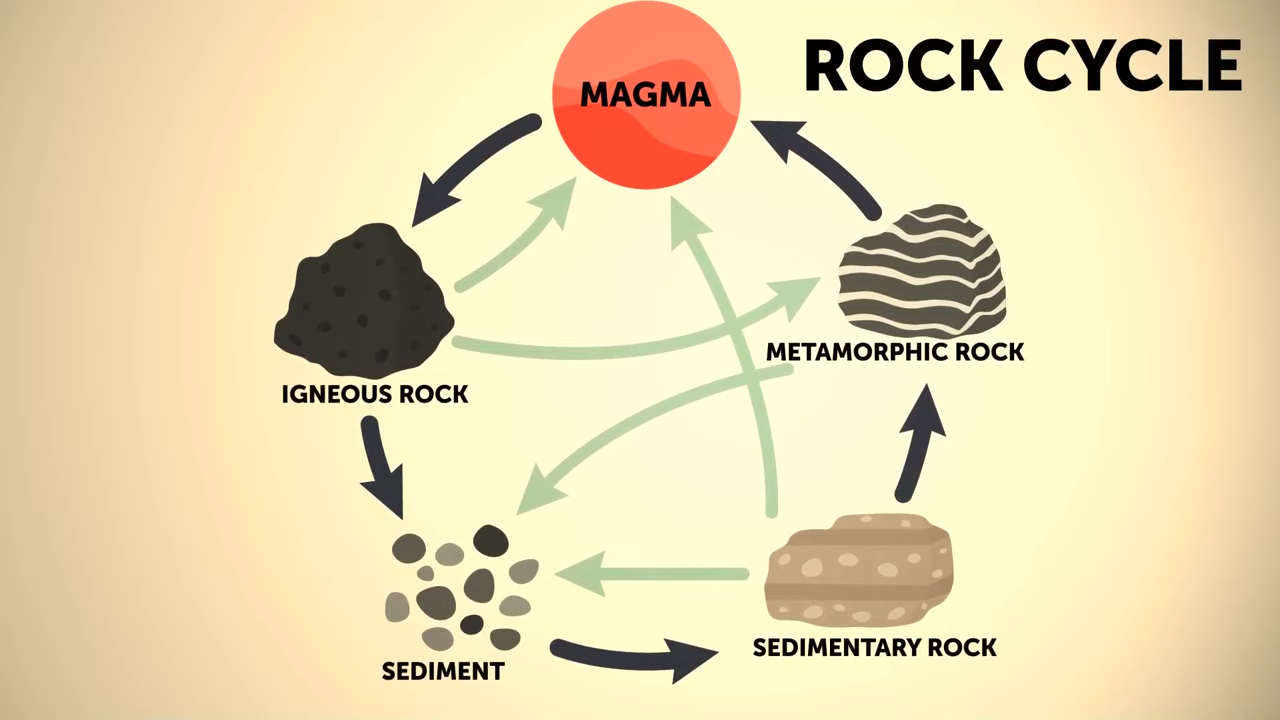 ROCK CYCLE
MAGMA
IGNEOUS ROCK
METAMORPHIC ROCK
SEDIMENT
SEDIMENTARY ROCK